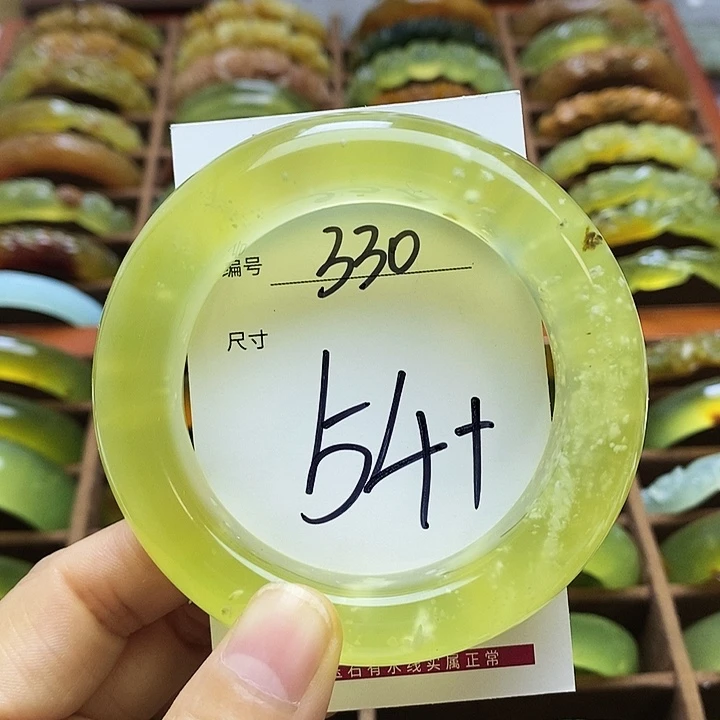 编号 330
尺寸
54+
石有水线实属正常